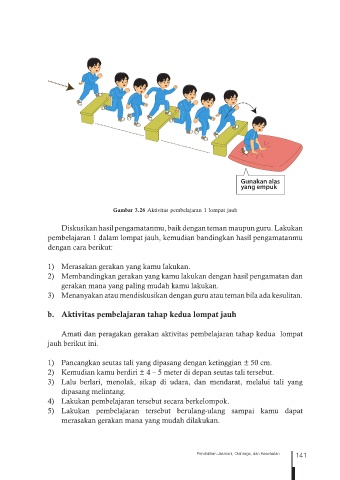 Gunakan alas
yang empuk
Gambar 3.26 Aktivitas pembelajaran 1 lompat jauh
Diskusikan hasil pengamatanmu, baik dengan teman maupun guru. Lakukan
pembelajaran 1 dalam lompat jauh, kemudian bandingkan hasil pengamatanmu
dengan cara berikut:
1) Merasakan gerakan yang kamu lakukan.
2) Membandingkan gerakan yang kamu lakukan dengan hasil pengamatan dan
gerakan mana yang paling mudah kamu lakukan.
3) Menanyakan atau mendiskusikan dengan guru atau teman bila ada kesulitan.
b. Aktivitas pembelajaran tahap kedua lompat jauh
Amati dan peragakan gerakan aktivitas pembelajaran tahap kedua lompat
jauh berikut ini.
1) Pancangkan seutas tali yang dipasang dengan ketinggian ± 50 cm.
2) Kemudian kamu berdiri ± 4 – 5 meter di depan seutas tali tersebut.
3) Lalu berlari, menolak, sikap di udara, dan mendarat, melalui tali yang
dipasang melintang.
4) Lakukan pembelajaran tersebut secara berkelompok.
5) Lakukan pembelajaran tersebut berulang-ulang sampai kamu dapat
merasakan gerakan mana yang mudah dilakukan.
Pendidikan Jasmani, Olahraga, dan Kesehatan
141